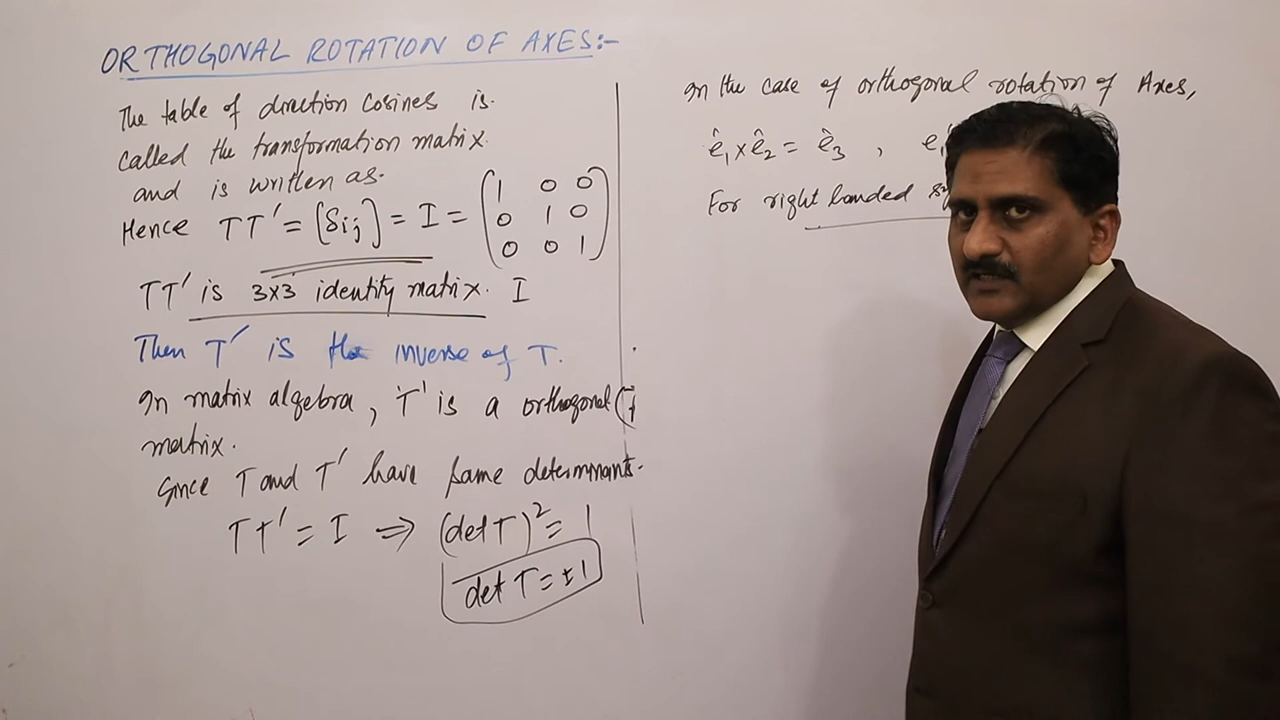 ORTHOGONAL ROTATION OF AXES:-
The table of direction Cosines is.
Called the transformation matrix.
and is written as.
Hence TT' = [δij] = I = (1 0 0
0 1 0
0 0 1)
TT' is 3x3 identity matrix. I
Then T' is the inverse of T.
In matrix algebra, T' is a orthogonal
matrix.
Since T and T' have same determinants.
TT' = I ⇒ (det T)² = 1
det T = ±1
In the case of orthogonal rotation of Axes,
ê₁ x ê₂ = ê₃ , e₁
For right handed